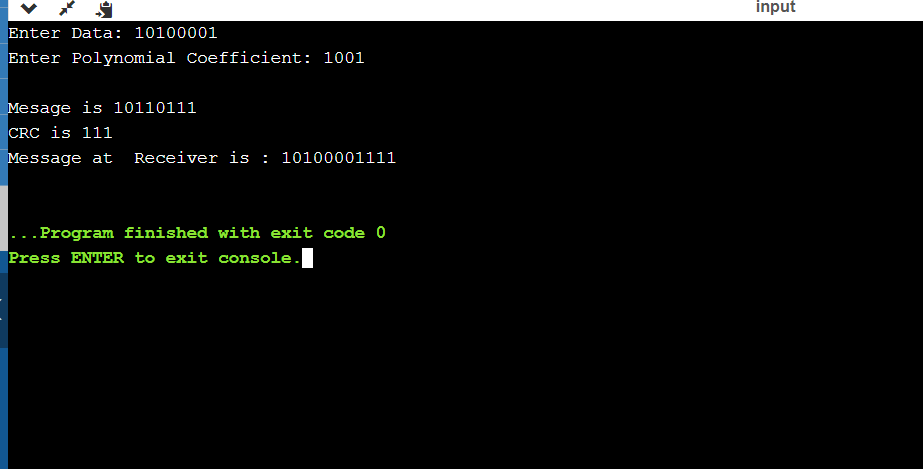 input
Enter Data: 10100001
Enter Polynomial Coefficient: 1001
Mesage is 10110111
CRC is 111
Message at  Receiver is : 10100001111
...Program finished with exit code 0
Press ENTER to exit console.